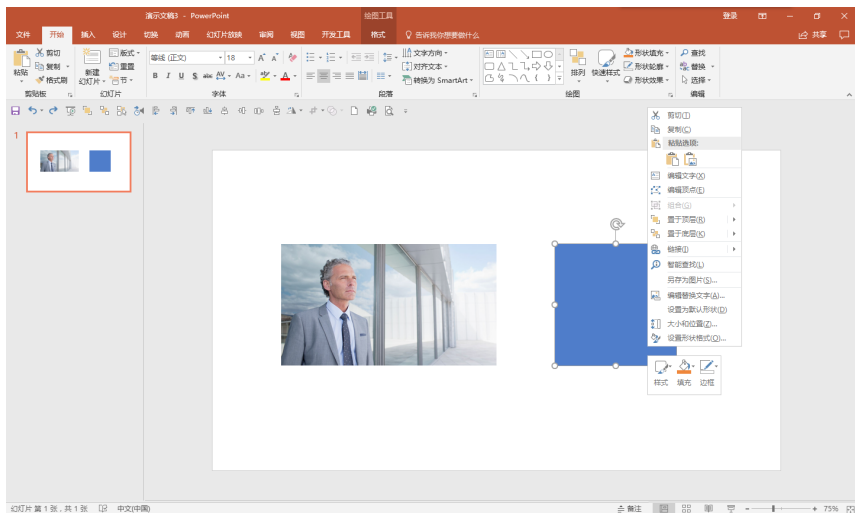 演示文稿3 - PowerPoint
绘图工具
登录
文件 开始 插入 设计 切换 动画 幻灯片放映 审阅 视图 开发工具 格式 告诉我你想要做什么 共享
剪切
复制
格式刷
粘贴
新建
幻灯片
版式
重置
节
等线 (正文) 18
B I U S abc AV Aa
文字方向
对齐文本
转换为 SmartArt
排列 快速样式
形状填充
形状轮廓
形状效果
查找
替换
选择
剪贴板 幻灯片 字体 段落 绘图 编辑
1
剪切(T)
复制(C)
粘贴选项:
编辑文字(X)
编辑顶点(E)
组合(G)
置于顶层(R)
置于底层(K)
链接(I)
智能查找(L)
另存为图片(S)...
编辑替换文字(A)...
设置为默认形状(D)
大小和位置(Z)...
设置形状格式(O)...
样式 填充 边框
幻灯片 第 1 张，共 1 张 中文(中国) 备注 75%